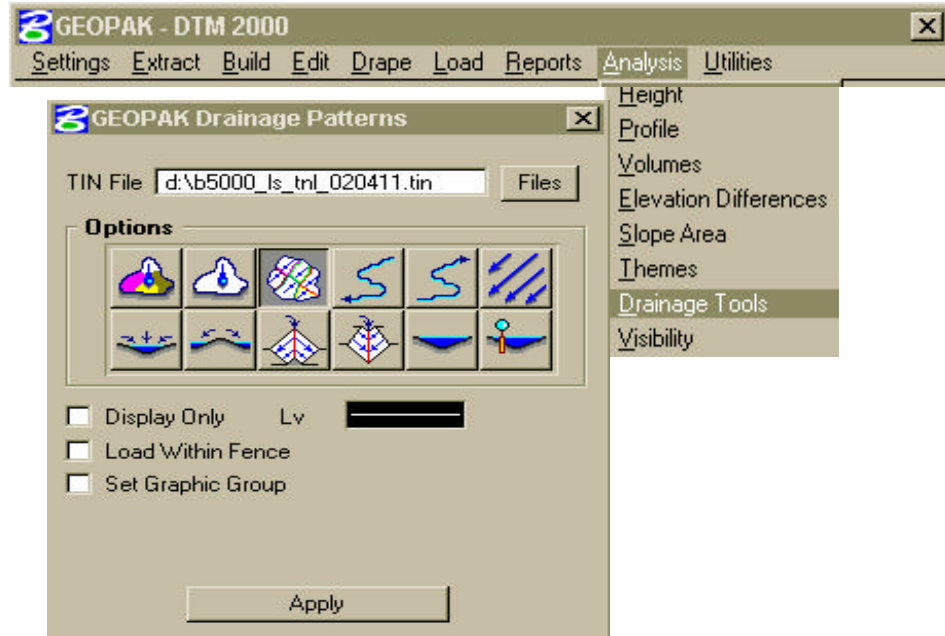 GEOPAK - DTM 2000
Settings Extract Build Edit Drape Load Reports Analysis Utilities
Height
Profile
Volumes
Elevation Differences
Slope Area
Themes
Drainage Tools
Visibility
GEOPAK Drainage Patterns
TIN File d:\b5000_ls_tnl_020411.tin Files
Options
Display Only Lv
Load Within Fence
Set Graphic Group
Apply